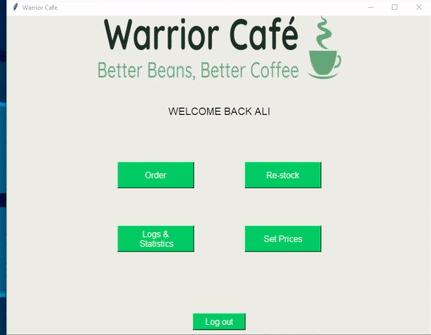 Warrior Cafe
Warrior Café
Better Beans, Better Coffee
WELCOME BACK ALI
Order
Re-stock
Logs &
Statistics
Set Prices
Log out